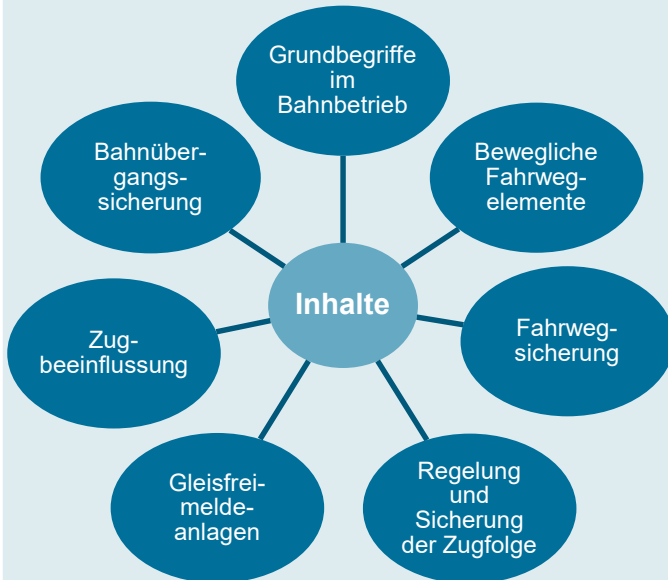 Grundbegriffe
im
Bahnbetrieb
Bewegliche
Fahrweg-
elemente
Fahrweg-
sicherung
Regelung
und
Sicherung
der Zugfolge
Gleisfrei-
melde-
anlagen
Zug-
beeinflussung
Bahnüber-
gangs-
sicherung
Inhalte